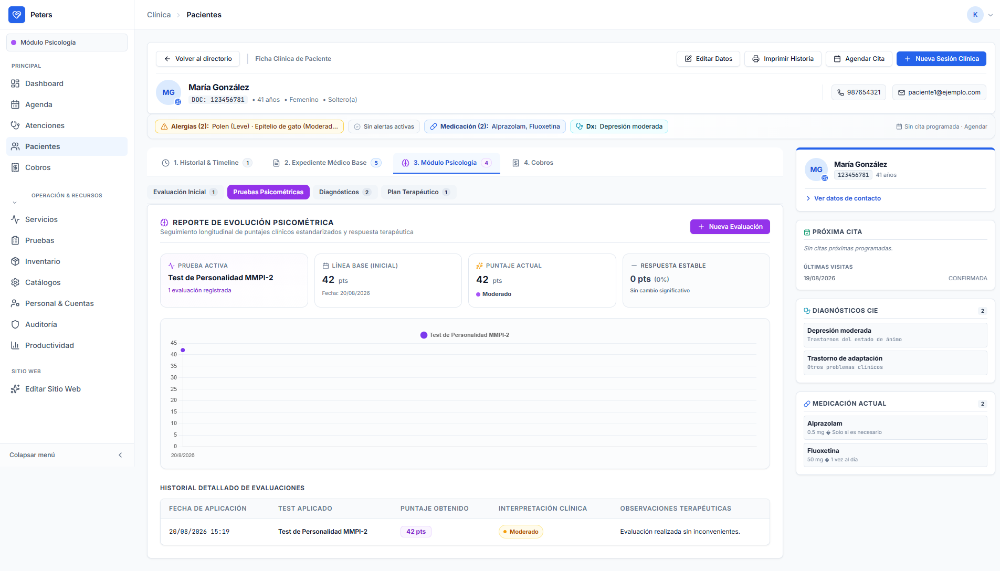 Peters
Clínica
Pacientes
K
Módulo Psicología
PRINCIPAL
Dashboard
Agenda
Atenciones
Pacientes
Cobros
OPERACIÓN & RECURSOS
Servicios
Pruebas
Inventario
Catálogos
Personal & Cuentas
Auditoría
Productividad
SITIO WEB
Editar Sitio Web
Colapsar menú
Volver al directorio
Ficha Clínica de Paciente
Editar Datos
Imprimir Historia
Agendar Cita
+ Nueva Sesión Clínica
MG
María González
DOC: 123456781 • 41 años • Femenino • Soltero(a)
987654321
paciente1@ejemplo.com
Alergias (2): Polen (Leve) · Epitelio de gato (Moderad...
Sin alertas activas
Medicación (2): Alprazolam, Fluoxetina
Dx: Depresión moderada
Sin cita programada · Agendar
1. Historial & Timeline 1
2. Expediente Médico Base 5
3. Módulo Psicología 4
4. Cobros
Evaluación Inicial 1
Pruebas Psicométricas
Diagnósticos 2
Plan Terapéutico 1
REPORTE DE EVOLUCIÓN PSICOMÉTRICA
Seguimiento longitudinal de puntajes clínicos estandarizados y respuesta terapéutica
+ Nueva Evaluación
PRUEBA ACTIVA
Test de Personalidad MMPI-2
1 evaluación registrada
LÍNEA BASE (INICIAL)
42 pts
Fecha: 20/08/2026
PUNTAJE ACTUAL
42 pts
Moderado
RESPUESTA ESTABLE
0 pts (0%)
Sin cambio significativo
Test de Personalidad MMPI-2
45
40
35
30
25
20
15
10
5
0
20/8/2026
HISTORIAL DETALLADO DE EVALUACIONES
FECHA DE APLICACIÓN TEST APLICADO PUNTAJE OBTENIDO INTERPRETACIÓN CLÍNICA OBSERVACIONES TERAPÉUTICAS
20/08/2026 15:19 Test de Personalidad MMPI-2 42 pts Moderado Evaluación realizada sin inconvenientes.
MG
María González
123456781 41 años
Ver datos de contacto
PRÓXIMA CITA
Sin citas próximas programadas.
ÚLTIMAS VISITAS
19/08/2026 CONFIRMADA
DIAGNÓSTICOS CIE 2
Depresión moderada
Trastornos del estado de ánimo
Trastorno de adaptación
Otros problemas clínicos
MEDICACIÓN ACTUAL 2
Alprazolam
0.5 mg � Solo si es necesario
Fluoxetina
50 mg � 1 vez al día